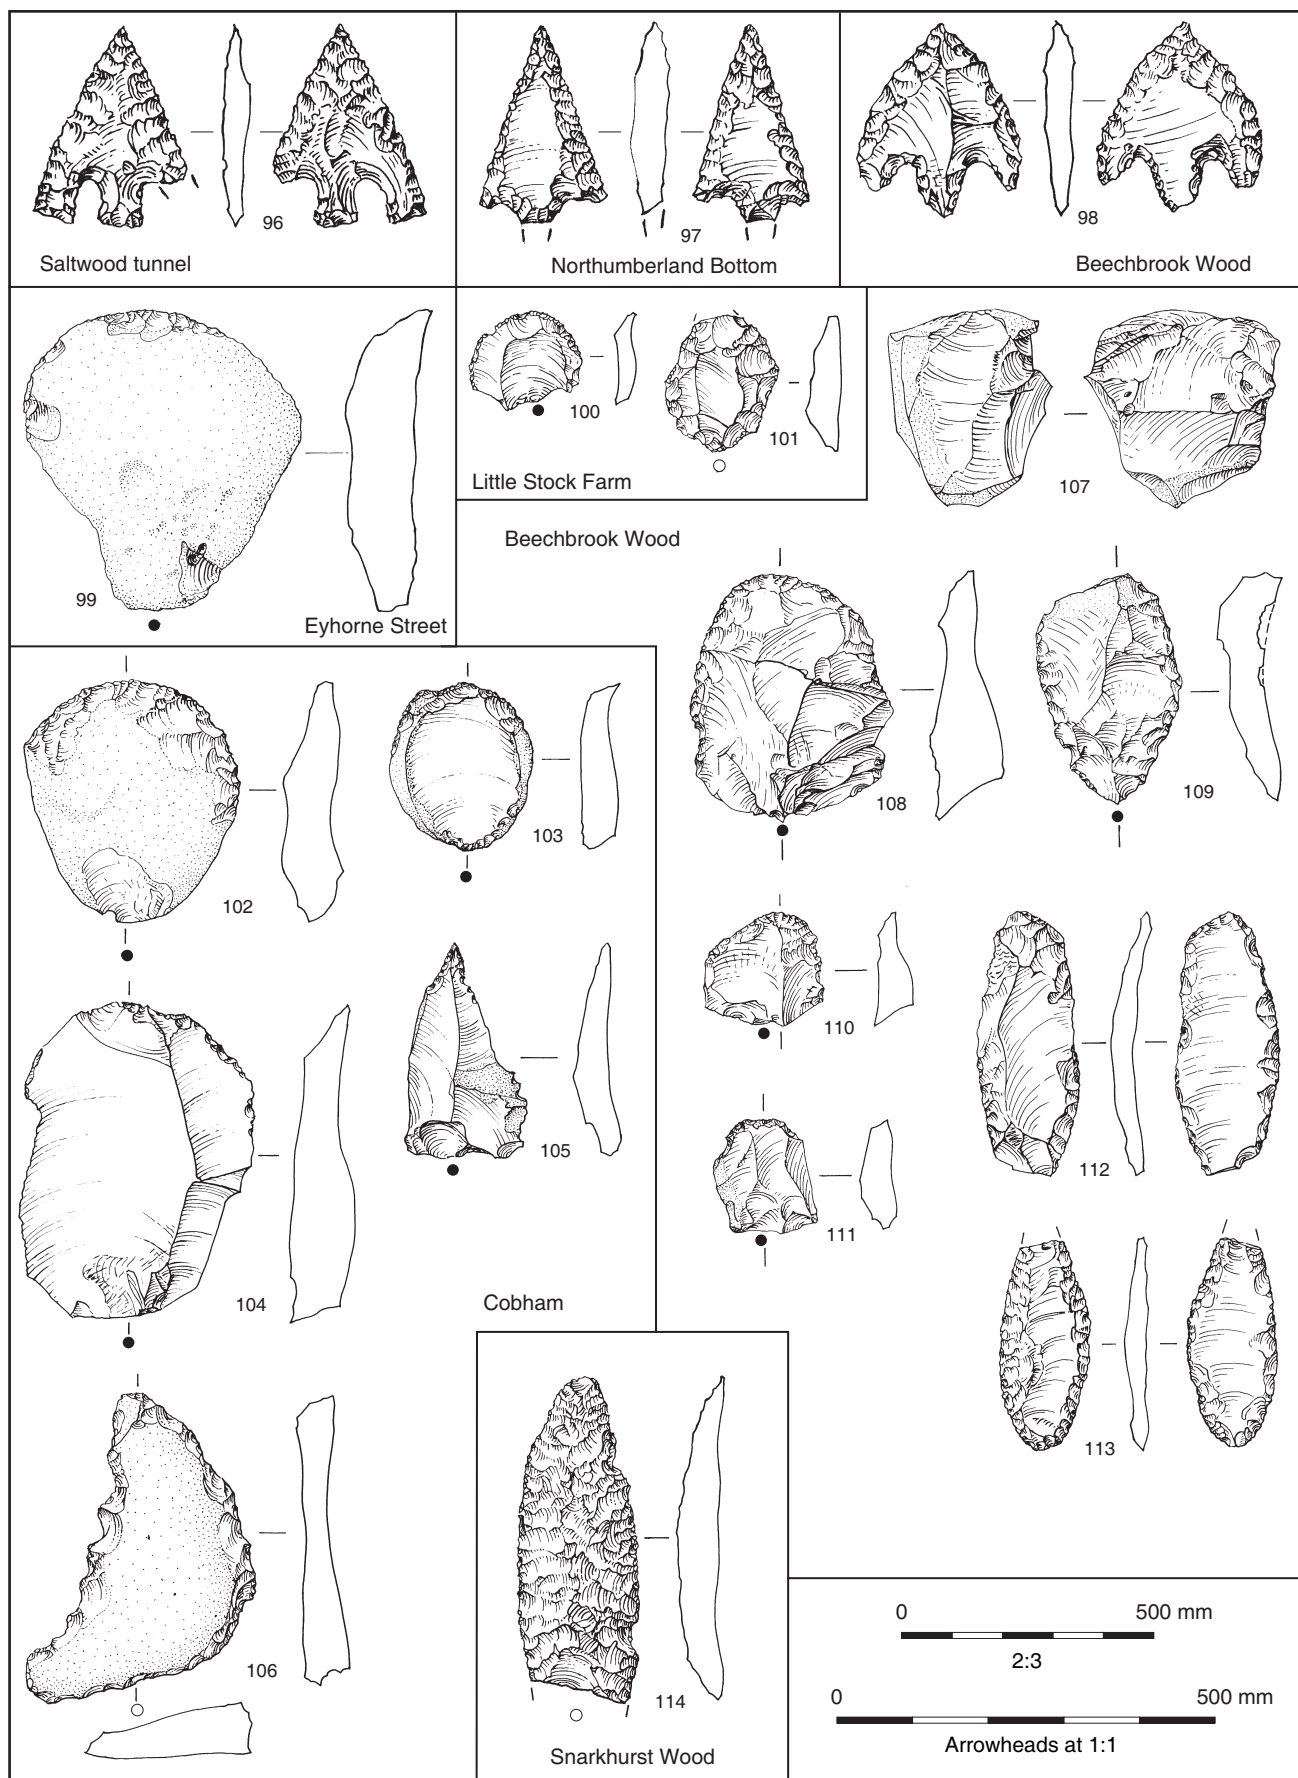 96
Saltwood tunnel
97
Northumberland Bottom
98
Beechbrook Wood
99
Eyhorne Street
100
101
Little Stock Farm
107
Beechbrook Wood
102
103
108
109
104
105
110
111
112
Cobham
113
106
114
Snarkhurst Wood
0 500 mm
2:3
0 500 mm
Arrowheads at 1:1